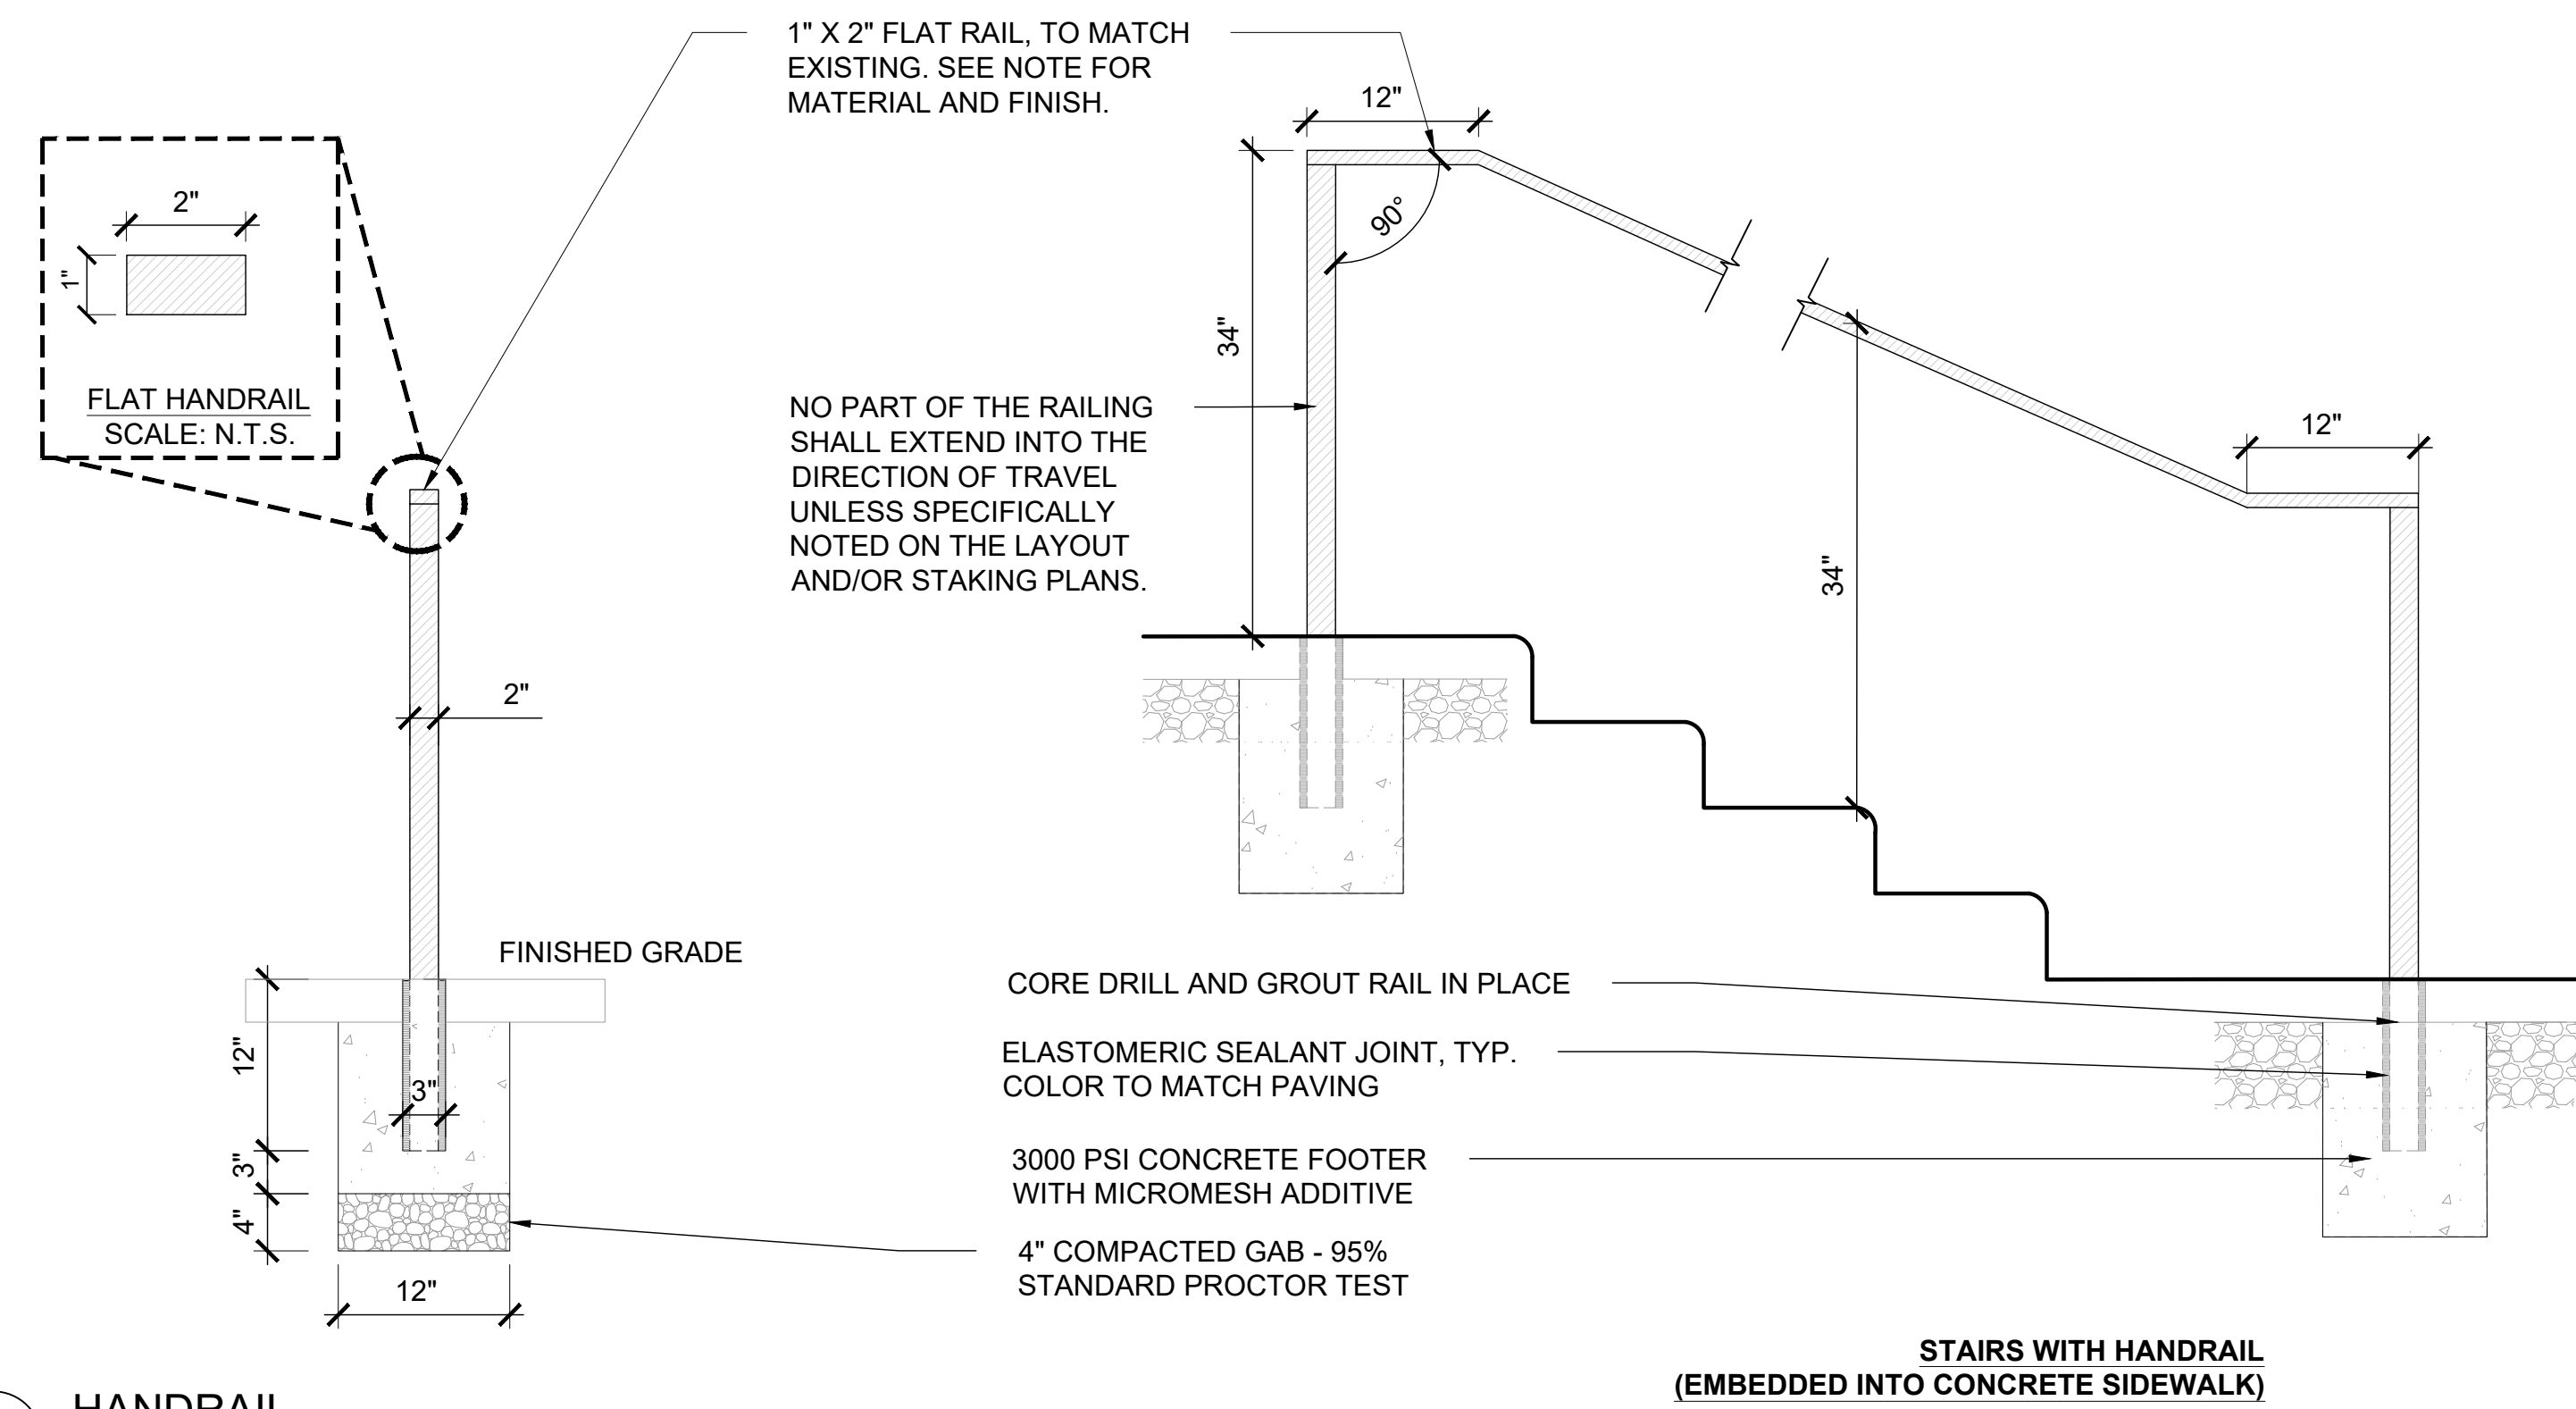 1" X 2" FLAT RAIL, TO MATCH
EXISTING. SEE NOTE FOR
MATERIAL AND FINISH.
12"
2"
1"
FLAT HANDRAIL
SCALE: N.T.S.
90°
34"
NO PART OF THE RAILING
SHALL EXTEND INTO THE
DIRECTION OF TRAVEL
UNLESS SPECIFICALLY
NOTED ON THE LAYOUT
AND/OR STAKING PLANS.
12"
34"
2"
FINISHED GRADE
12"
3"
3"
4"
12"
CORE DRILL AND GROUT RAIL IN PLACE
ELASTOMERIC SEALANT JOINT, TYP.
COLOR TO MATCH PAVING
3000 PSI CONCRETE FOOTER
WITH MICROMESH ADDITIVE
4" COMPACTED GAB - 95%
STANDARD PROCTOR TEST
STAIRS WITH HANDRAIL
(EMBEDDED INTO CONCRETE SIDEWALK)
HANDRAIL